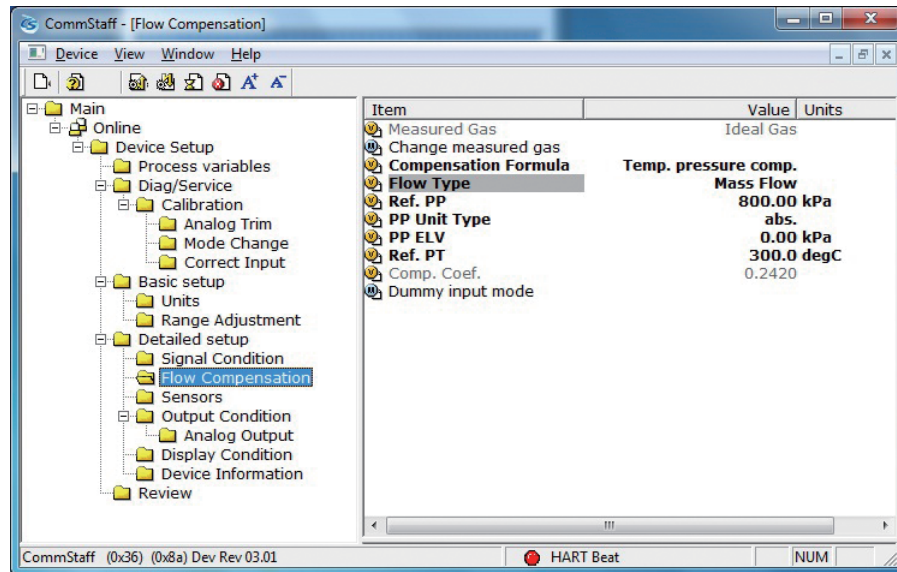 CommStaff - [Flow Compensation]
Device View Window Help
Main
Online
Device Setup
Process variables
Diag/Service
Calibration
Analog Trim
Mode Change
Correct Input
Basic setup
Units
Range Adjustment
Detailed setup
Signal Condition
Flow Compensation
Sensors
Output Condition
Analog Output
Display Condition
Device Information
Review
Item Value Units
Measured Gas Ideal Gas
Change measured gas
Compensation Formula Temp. pressure comp.
Flow Type Mass Flow
Ref. PP 800.00 kPa
PP Unit Type abs.
PP ELV 0.00 kPa
Ref. PT 300.0 degC
Comp. Coef. 0.2420
Dummy input mode
CommStaff (0x36) (0x8a) Dev Rev 03.01 HART Beat NUM